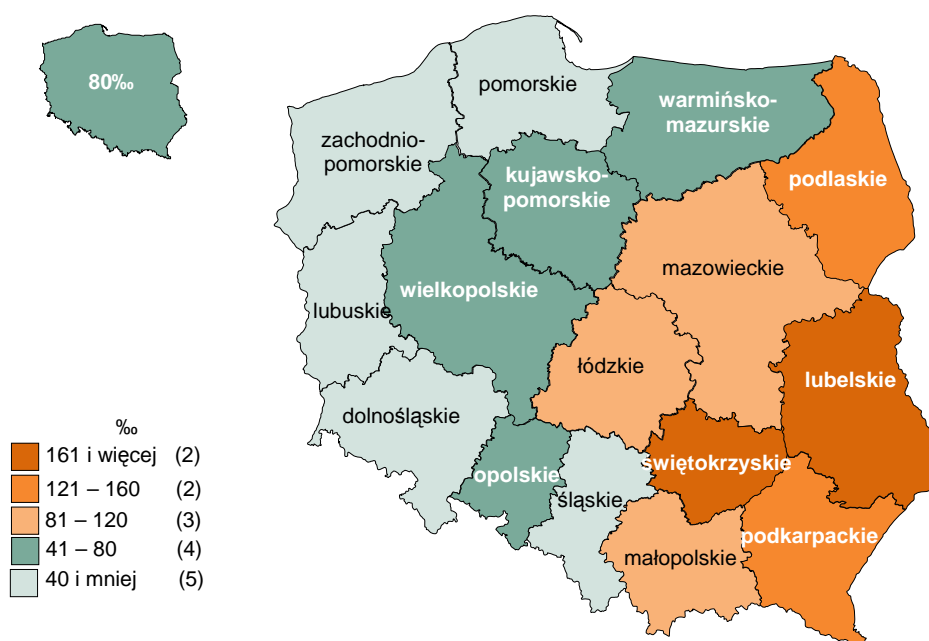 80‰
pomorskie
warmińsko-
mazurskie
zachodnio-
pomorskie
kujawsko-
pomorskie
podlaskie
mazowieckie
wielkopolskie
lubuskie
łódzkie
lubelskie
dolnośląskie
świętokrzyskie
opolskie
śląskie
podkarpackie
małopolskie
‰
161 i więcej (2)
121 – 160 (2)
81 – 120 (3)
41 – 80 (4)
40 i mniej (5)